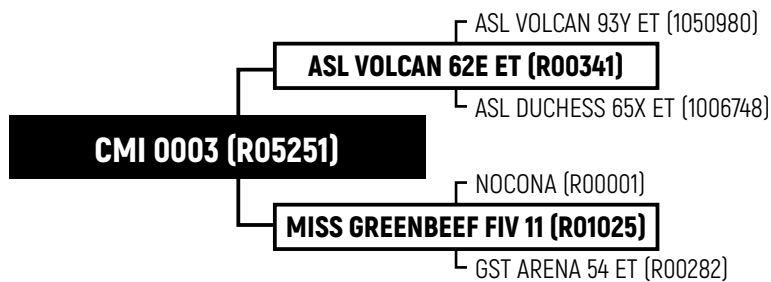 ASL VOLCAN 93Y ET (1050980)
ASL VOLCAN 62E ET (R00341)
ASL DUCHESS 65X ET (1006748)
CMI 0003 (R05251)
NOCONA (R00001)
MISS GREENBEEF FIV 11 (R01025)
GST ARENA 54 ET (R00282)